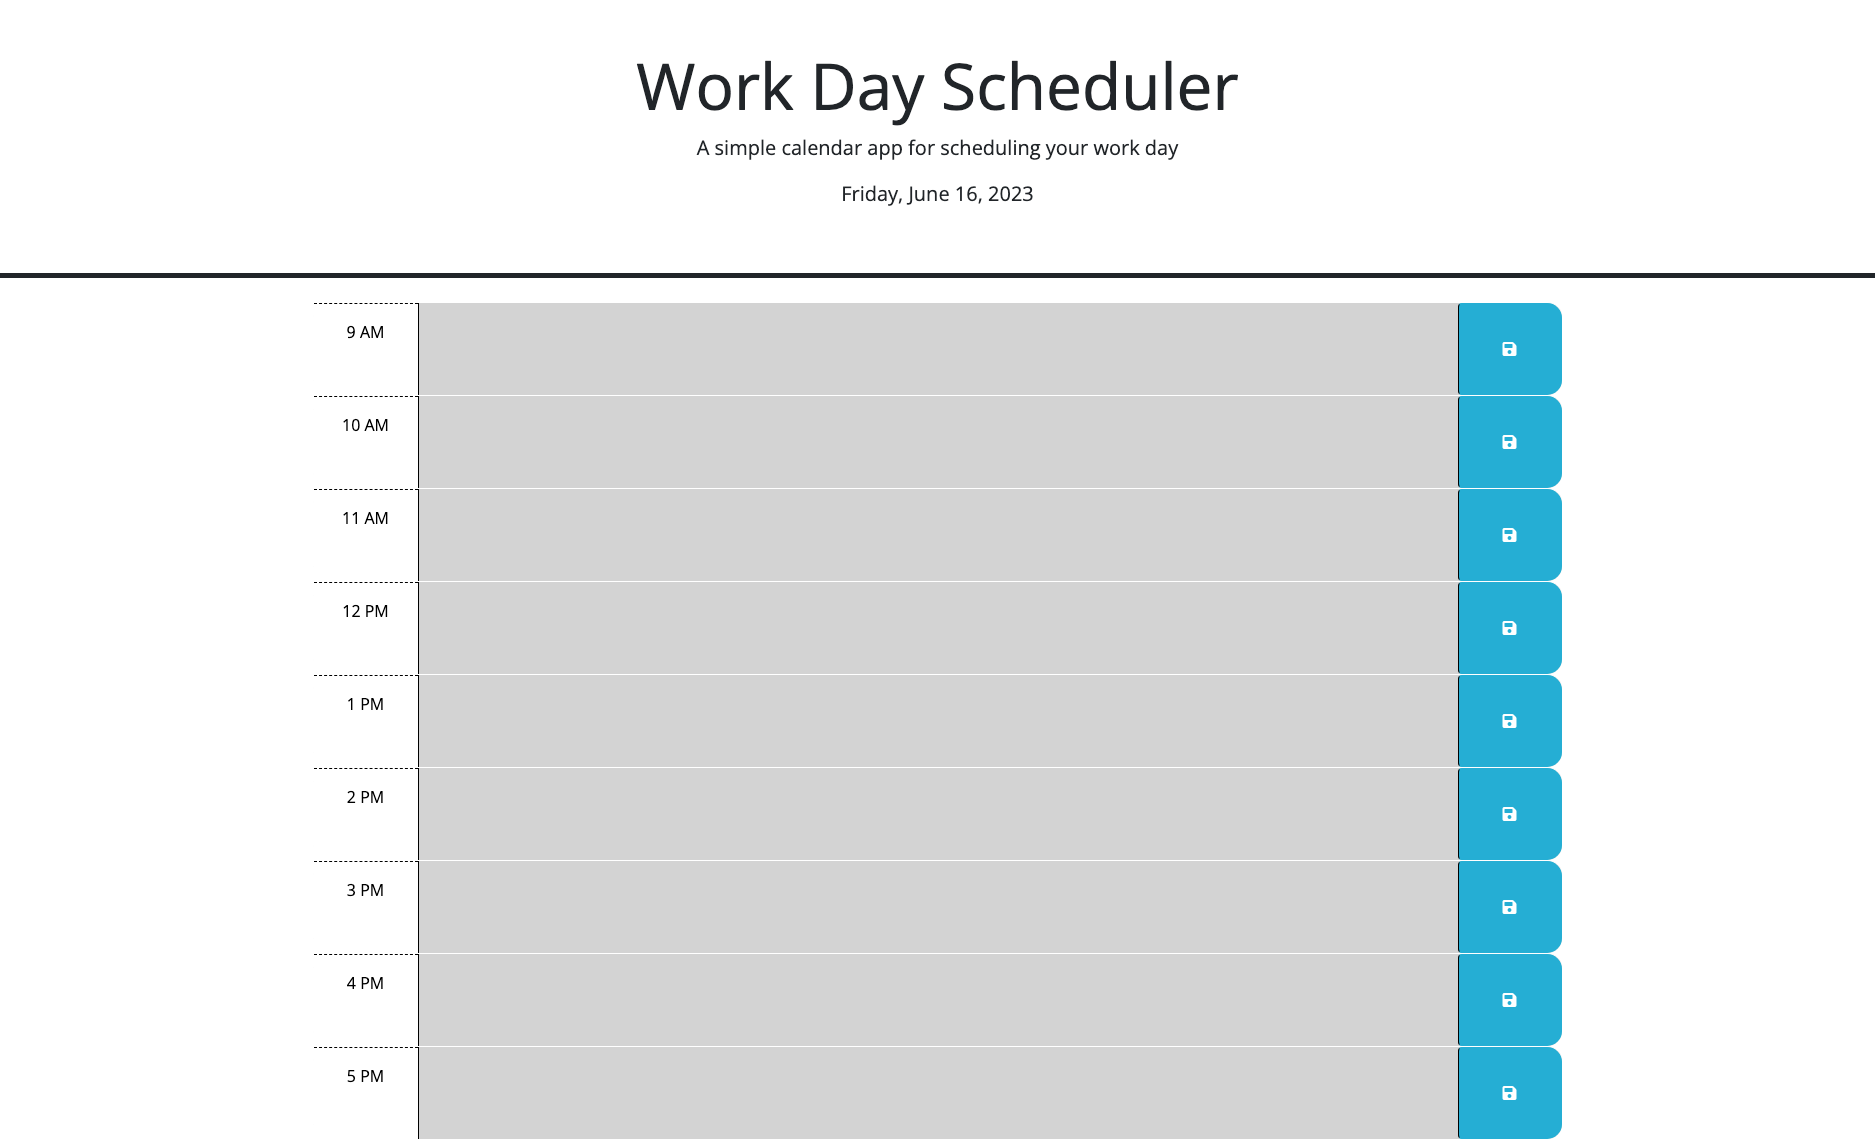 Work Day Scheduler
A simple calendar app for scheduling your work day
Friday, June 16, 2023
9 AM
10 AM
11 AM
12 PM
1 PM
2 PM
3 PM
4 PM
5 PM